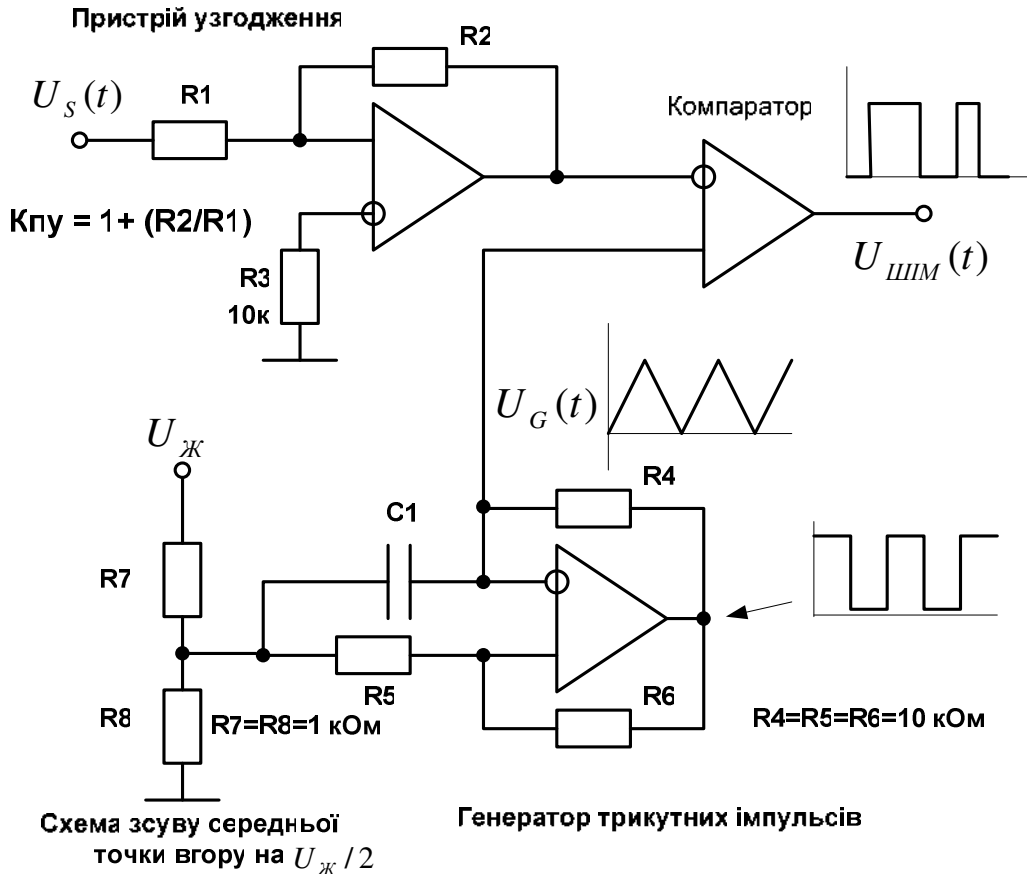 Пристрій узгодження
R2
U_S(t)
R1
Компаратор
Кпу = 1+ (R2/R1)
R3
10к
U_ШІМ(t)
U_G(t)
U_Ж
R4
C1
R7
R5
R6
R8
R7=R8=1 кОм
R4=R5=R6=10 кОм
Схема зсуву середньої
точки вгору на U_Ж/2
Генератор трикутних імпульсів